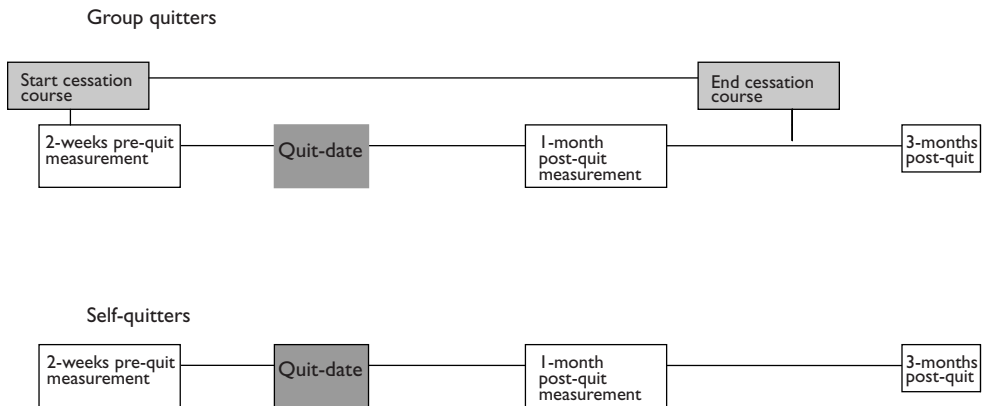 Group quitters
Start cessation
course
End cessation
course
2-weeks pre-quit
measurement
Quit-date
1-month
post-quit
measurement
3-months
post-quit
Self-quitters
2-weeks pre-quit
measurement
Quit-date
1-month
post-quit
measurement
3-months
post-quit